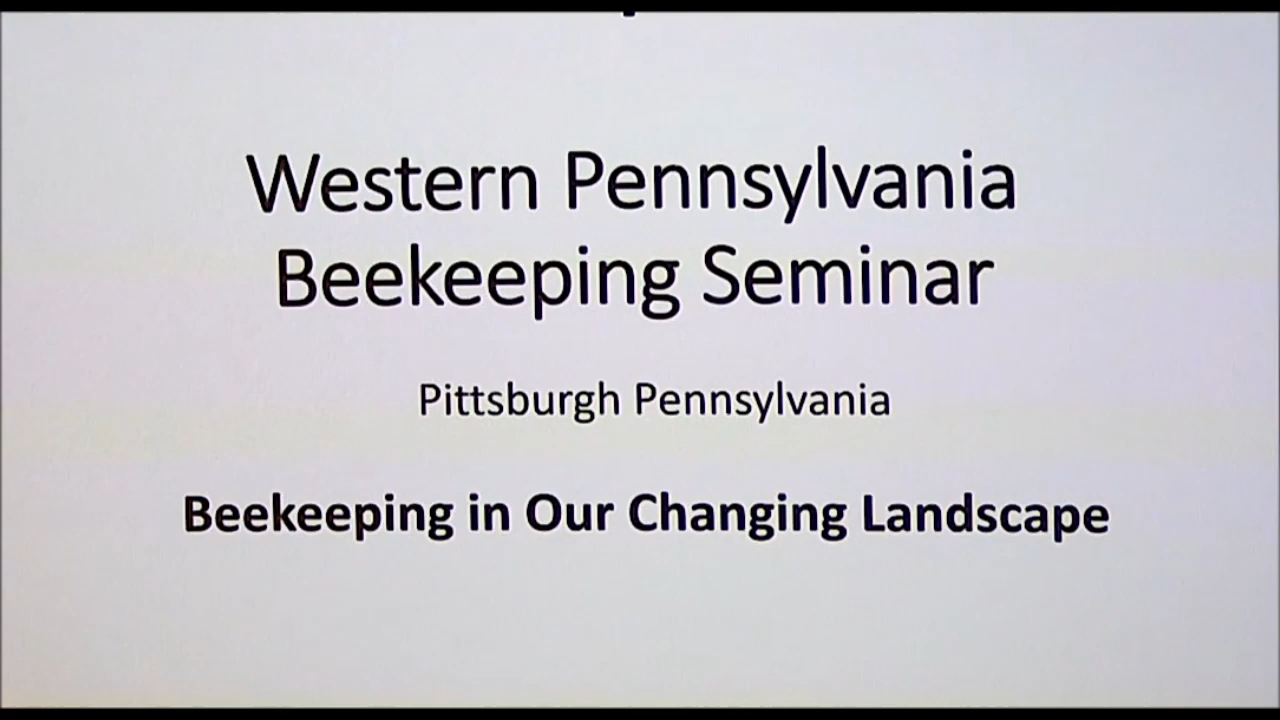 Western Pennsylvania
Beekeeping Seminar
Pittsburgh Pennsylvania
Beekeeping in Our Changing Landscape